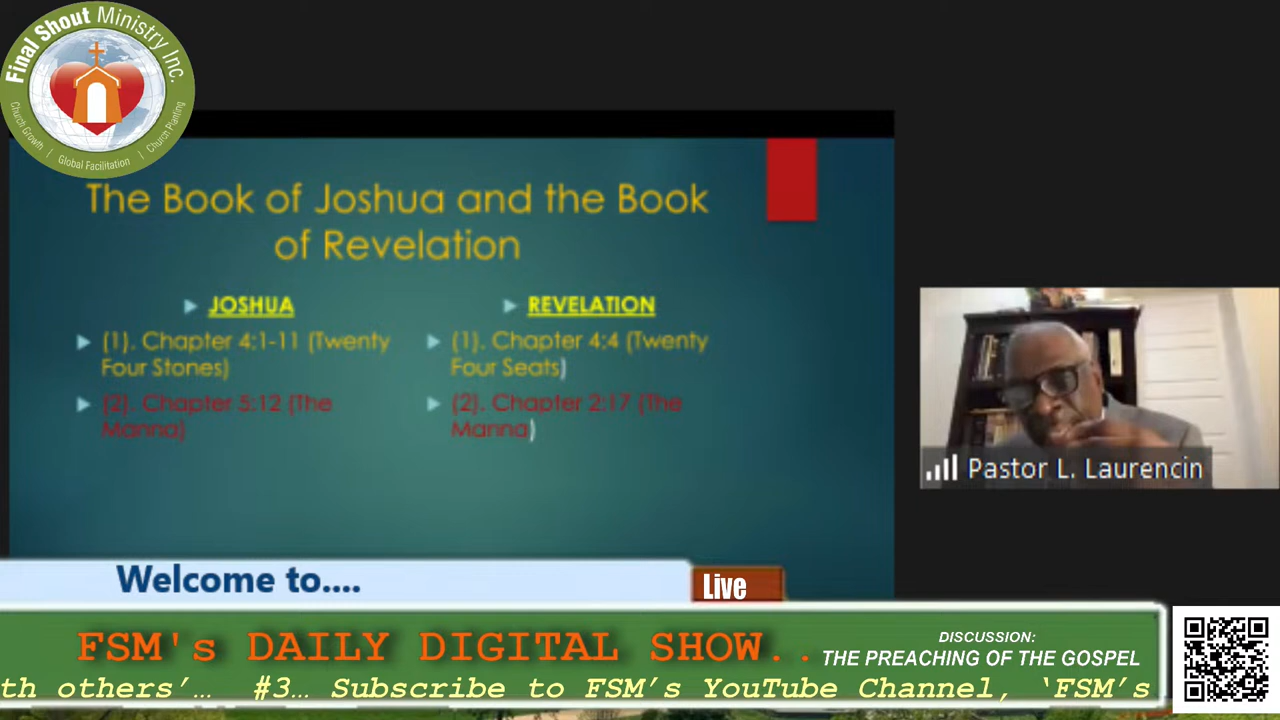 Final Shout Ministry Inc.
Church Growth | Global Facilitation | Church Planting
The Book of Joshua and the Book
of Revelation
JOSHUA
(1). Chapter 4:1-11 (Twenty
Four Stones)
(2). Chapter 5:12 (The
Manna)
REVELATION
(1). Chapter 4:4 (Twenty
Four Seats)
(2). Chapter 2:17 (The
Manna)
Pastor L. Laurencin
Welcome to....
Live
FSM's DAILY DIGITAL SHOW..
DISCUSSION:
THE PREACHING OF THE GOSPEL
th others’… #3… Subscribe to FSM’s YouTube Channel, ‘FSM’s